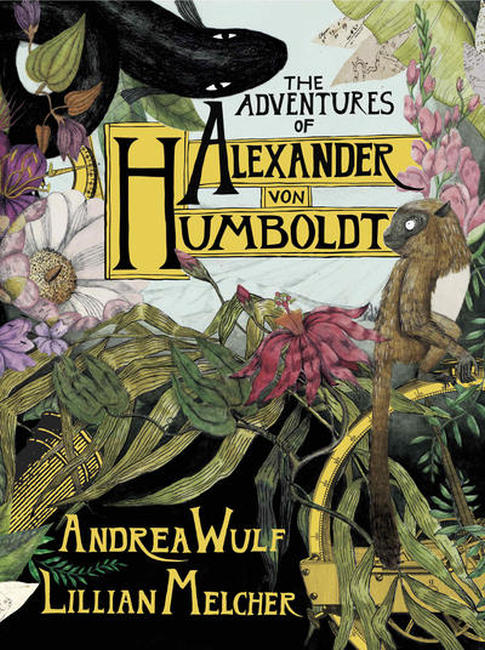 THE
ADVENTURES
OF
ALEXANDER
VON
HUMBOLDT
ANDREA WULF
LILLIAN MELCHER